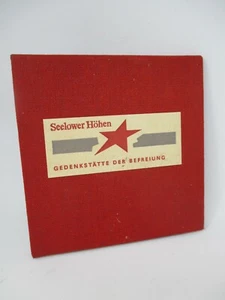 Seelower Höhen
GEDENKSTÄTTE DER BEFREIUNG